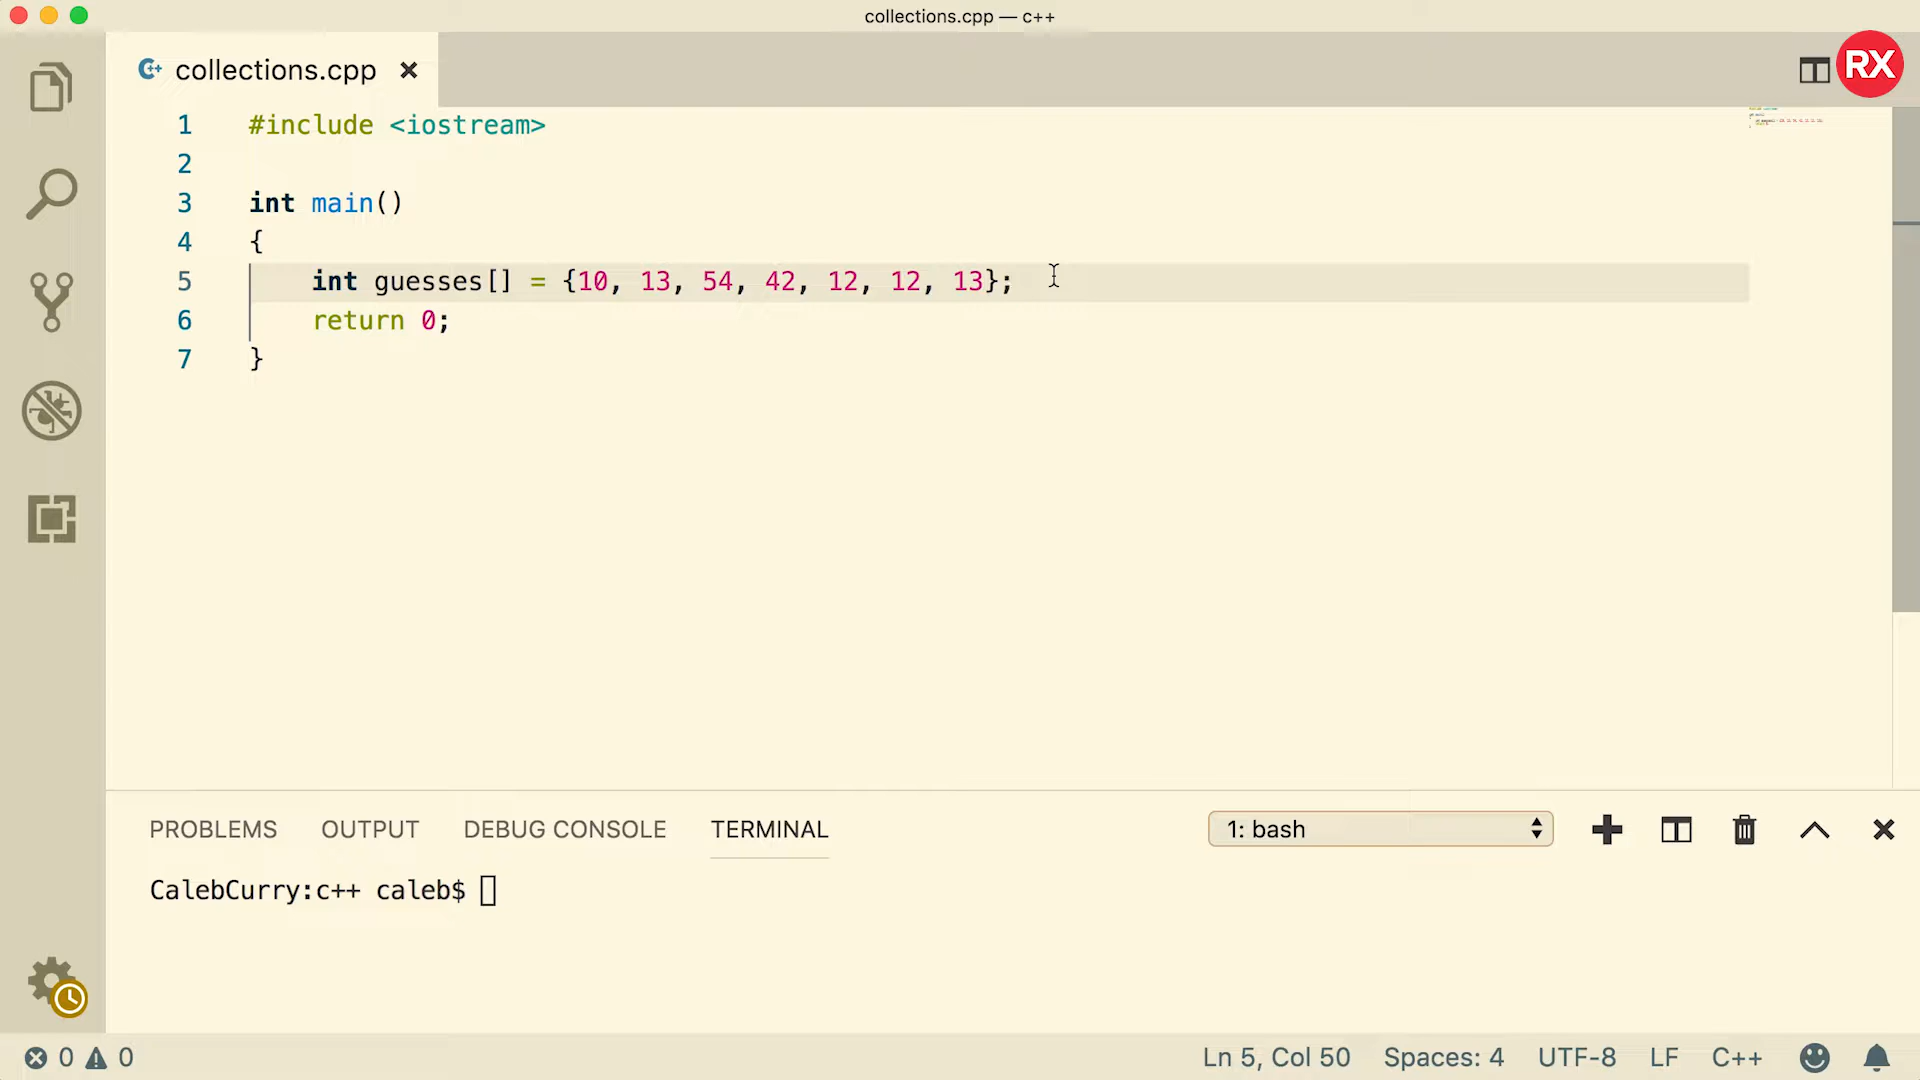 collections.cpp — c++
collections.cpp
RX
1 #include <iostream>
2
3 int main()
4 {
5     int guesses[] = {10, 13, 54, 42, 12, 12, 13};
6     return 0;
7 }
PROBLEMS OUTPUT DEBUG CONSOLE TERMINAL 1: bash
CalebCurry:c++ caleb$
0 0 Ln 5, Col 50 Spaces: 4 UTF-8 LF C++